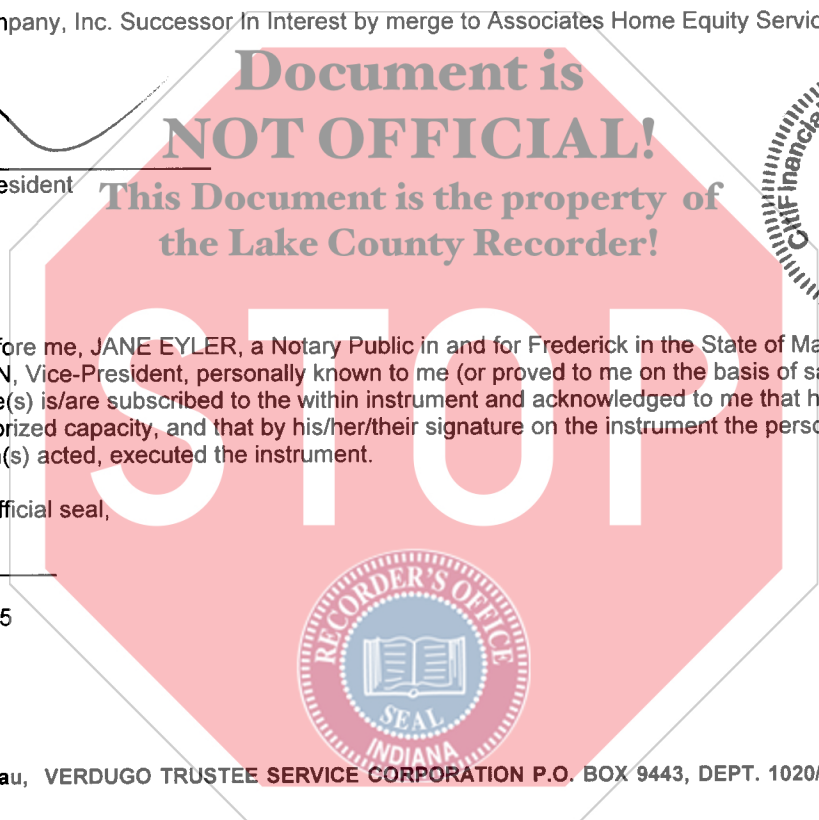 mpany, Inc. Successor In Interest by merge to Associates Home Equity Servic
Document is
NOT OFFICIAL!
esident
This Document is the property of
the Lake County Recorder!
CitiFinancial
STOP
fore me, JANE EYLER, a Notary Public in and for Frederick in the State of Ma
N, Vice-President, personally known to me (or proved to me on the basis of sa
e(s) is/are subscribed to the within instrument and acknowledged to me that h
orized capacity, and that by his/her/their signature on the instrument the perso
n(s) acted, executed the instrument.
fficial seal,
5
RECORDER'S OFFICE
SEAL
INDIANA
au, VERDUGO TRUSTEE SERVICE CORPORATION P.O. BOX 9443, DEPT. 1020/